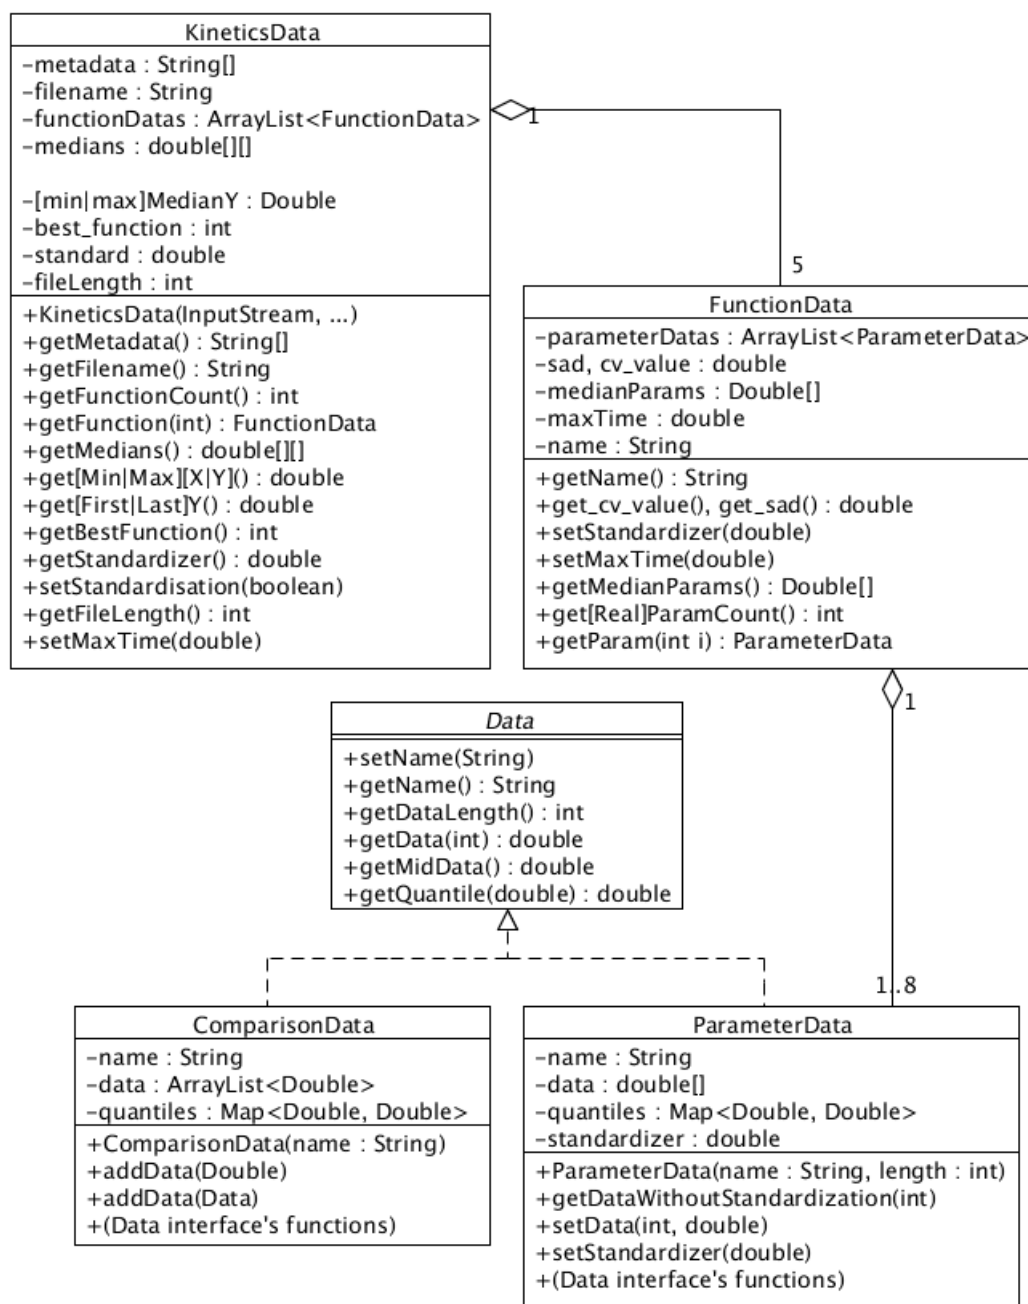 KineticsData
-metadata : String[]
-filename : String
-functionDatas : ArrayList<FunctionData>
-medians : double[][]
-[min|max]MedianY : Double
-best_function : int
-standard : double
-fileLength : int
+KineticsData(InputStream, ...)
+getMetadata() : String[]
+getFilename() : String
+getFunctionCount() : int
+getFunction(int) : FunctionData
+getMedians() : double[][]
+get[Min|Max][X|Y]() : double
+get[First|Last]Y() : double
+getBestFunction() : int
+getStandardizer() : double
+setStandardisation(boolean)
+getFileLength() : int
+setMaxTime(double)
1
5
FunctionData
-parameterDatas : ArrayList<ParameterData>
-sad, cv_value : double
-medianParams : Double[]
-maxTime : double
-name : String
+getName() : String
+get_cv_value(), get_sad() : double
+setStandardizer(double)
+setMaxTime(double)
+getMedianParams() : Double[]
+get[Real]ParamCount() : int
+getParam(int i) : ParameterData
1
1..8
Data
+setName(String)
+getName() : String
+getDataLength() : int
+getData(int) : double
+getMidData() : double
+getQuantile(double) : double
ComparisonData
-name : String
-data : ArrayList<Double>
-quantiles : Map<Double, Double>
+ComparisonData(name : String)
+addData(Double)
+addData(Data)
+(Data interface's functions)
ParameterData
-name : String
-data : double[]
-quantiles : Map<Double, Double>
-standardizer : double
+ParameterData(name : String, length : int)
+getDataWithoutStandardization(int)
+setData(int, double)
+setStandardizer(double)
+(Data interface's functions)